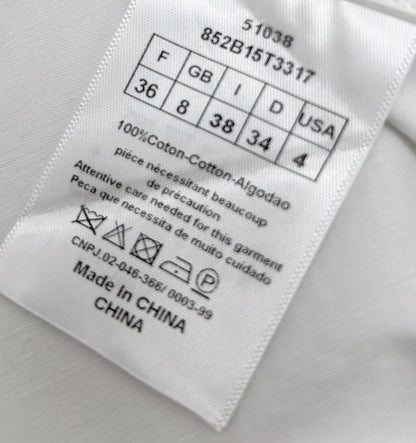 51038
852B15T3317
F GB I D USA
36 8 38 34 4
100%Coton-Cotton-Algodao
pièce nécessitant beaucoup
de précaution
Attentive care needed for this garment
Peca que necessita de muito cuidado
P
CNPJ.02-046-366/ 0003-99
Made In CHINA
CHINA